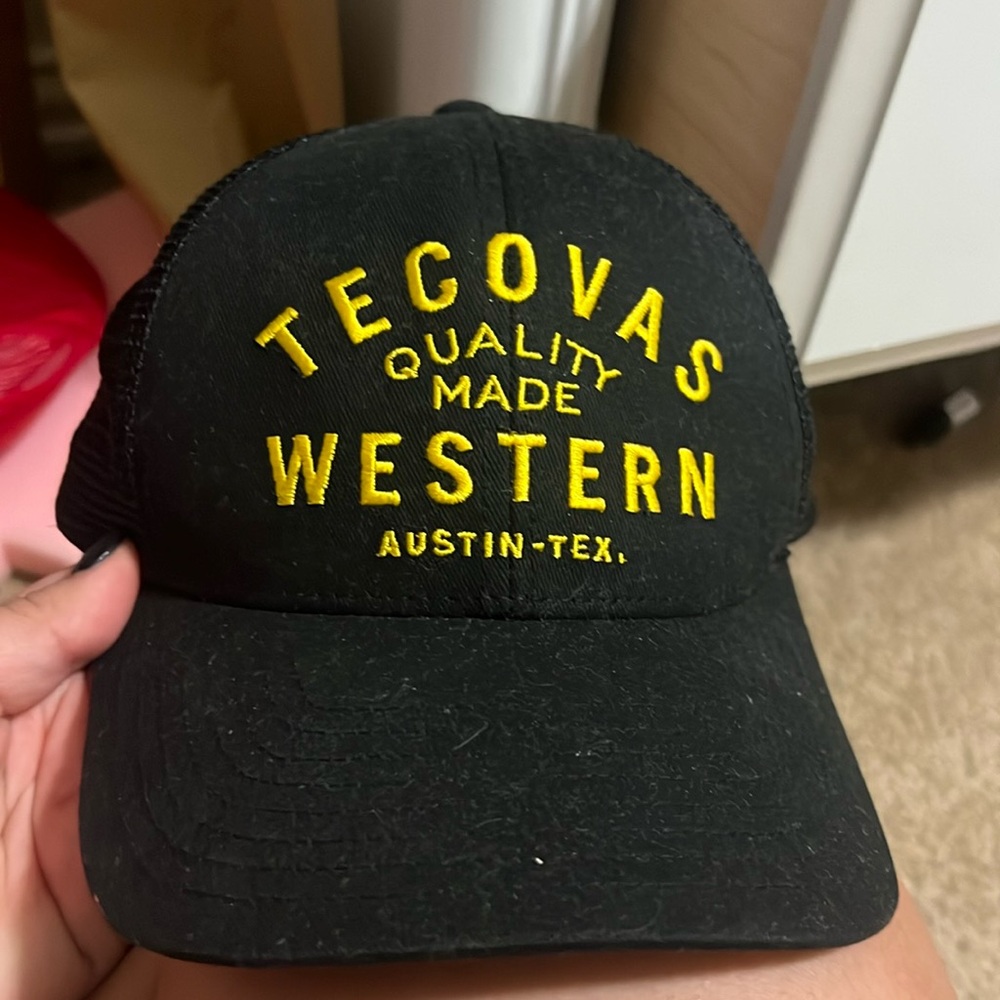 TECOVAS
QUALITY
MADE
WESTERN
AUSTIN-TEX.